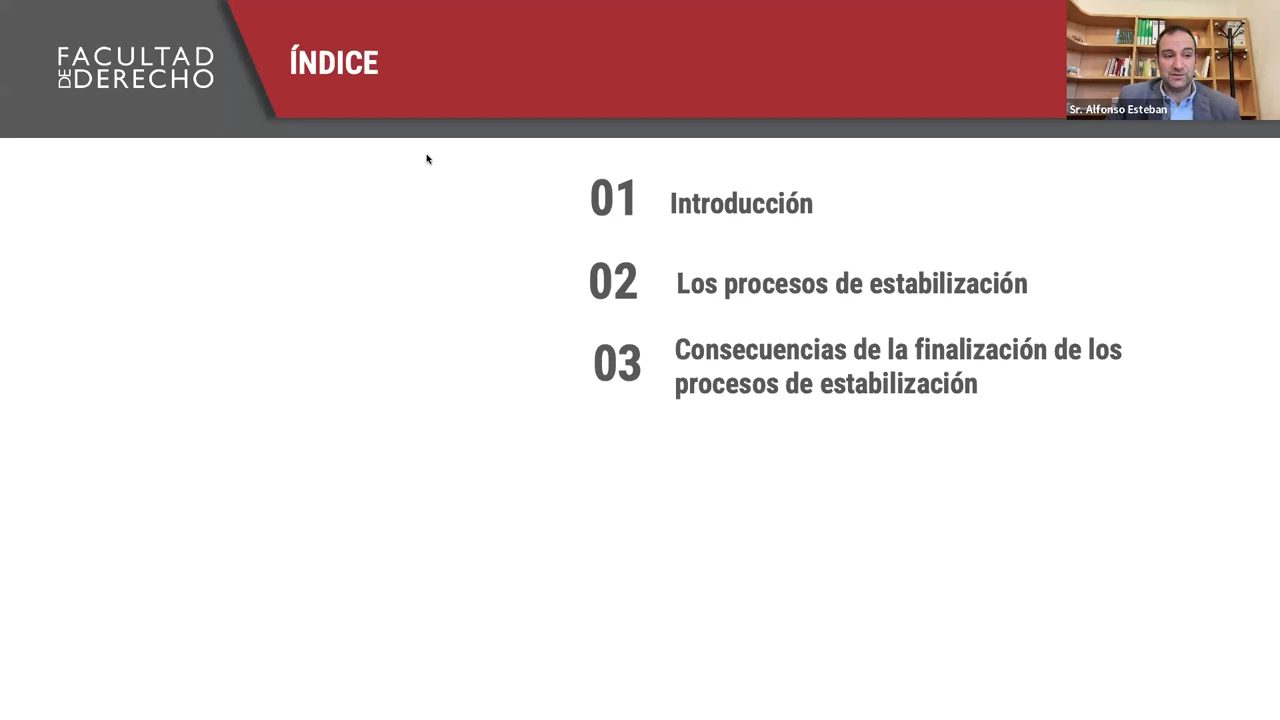 FACULTAD
DE DERECHO
ÍNDICE
Sr. Alfonso Esteban
01 Introducción
02 Los procesos de estabilización
03 Consecuencias de la finalización de los
procesos de estabilización